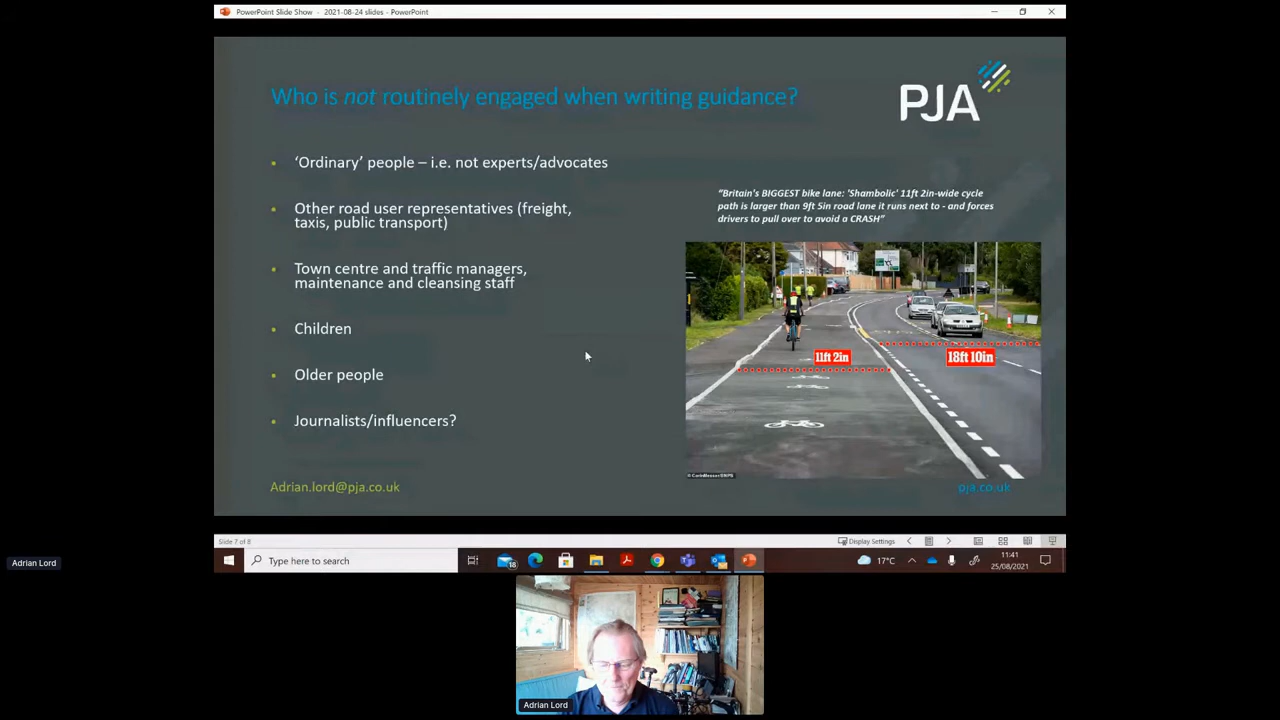 PowerPoint Slide Show - 2021-08-24 slides - PowerPoint
Who is not routinely engaged when writing guidance?
PJA
‘Ordinary’ people – i.e. not experts/advocates
Other road user representatives (freight,
taxis, public transport)
Town centre and traffic managers,
maintenance and cleansing staff
Children
Older people
Journalists/influencers?
"Britain's BIGGEST bike lane: 'Shambolic' 11ft 2in-wide cycle
path is larger than 9ft 5in road lane it runs next to - and forces
drivers to pull over to avoid a CRASH"
11ft 2in
18ft 10in
Adrian.lord@pja.co.uk
pja.co.uk
Slide 7 of 8
Display Settings
Type here to search
18
17°C
11:41
25/08/2021
Adrian Lord
Adrian Lord